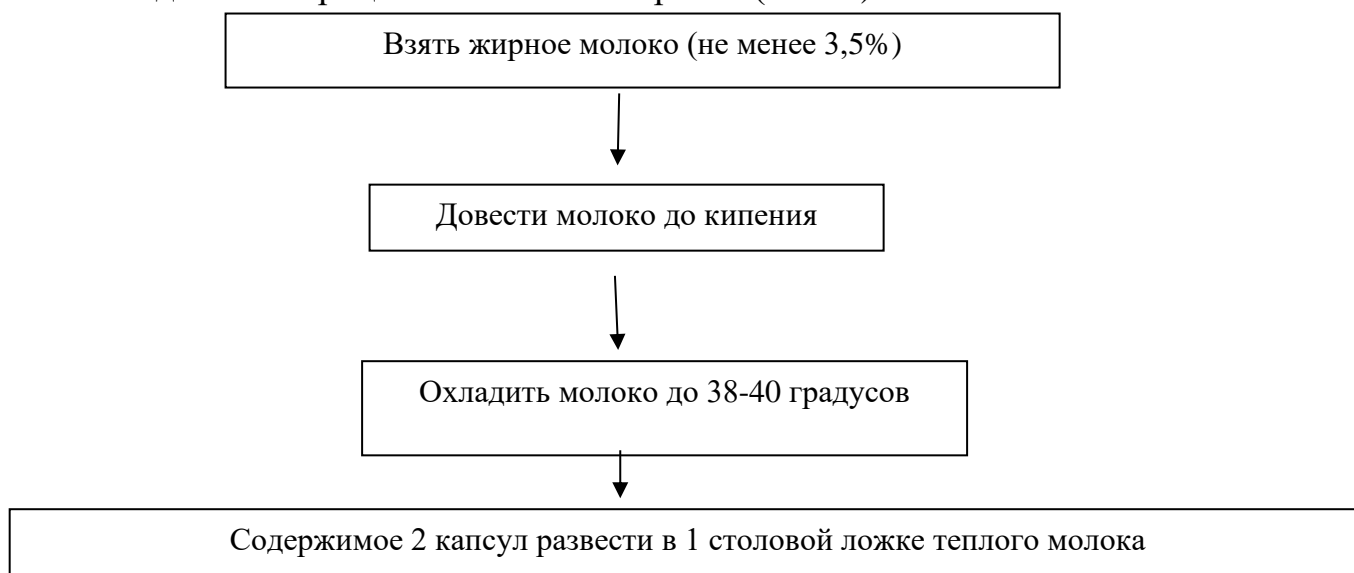 Взять жирное молоко (не менее 3,5%)
Довести молоко до кипения
Охладить молоко до 38-40 градусов
Содержимое 2 капсул развести в 1 столовой ложке теплого молока